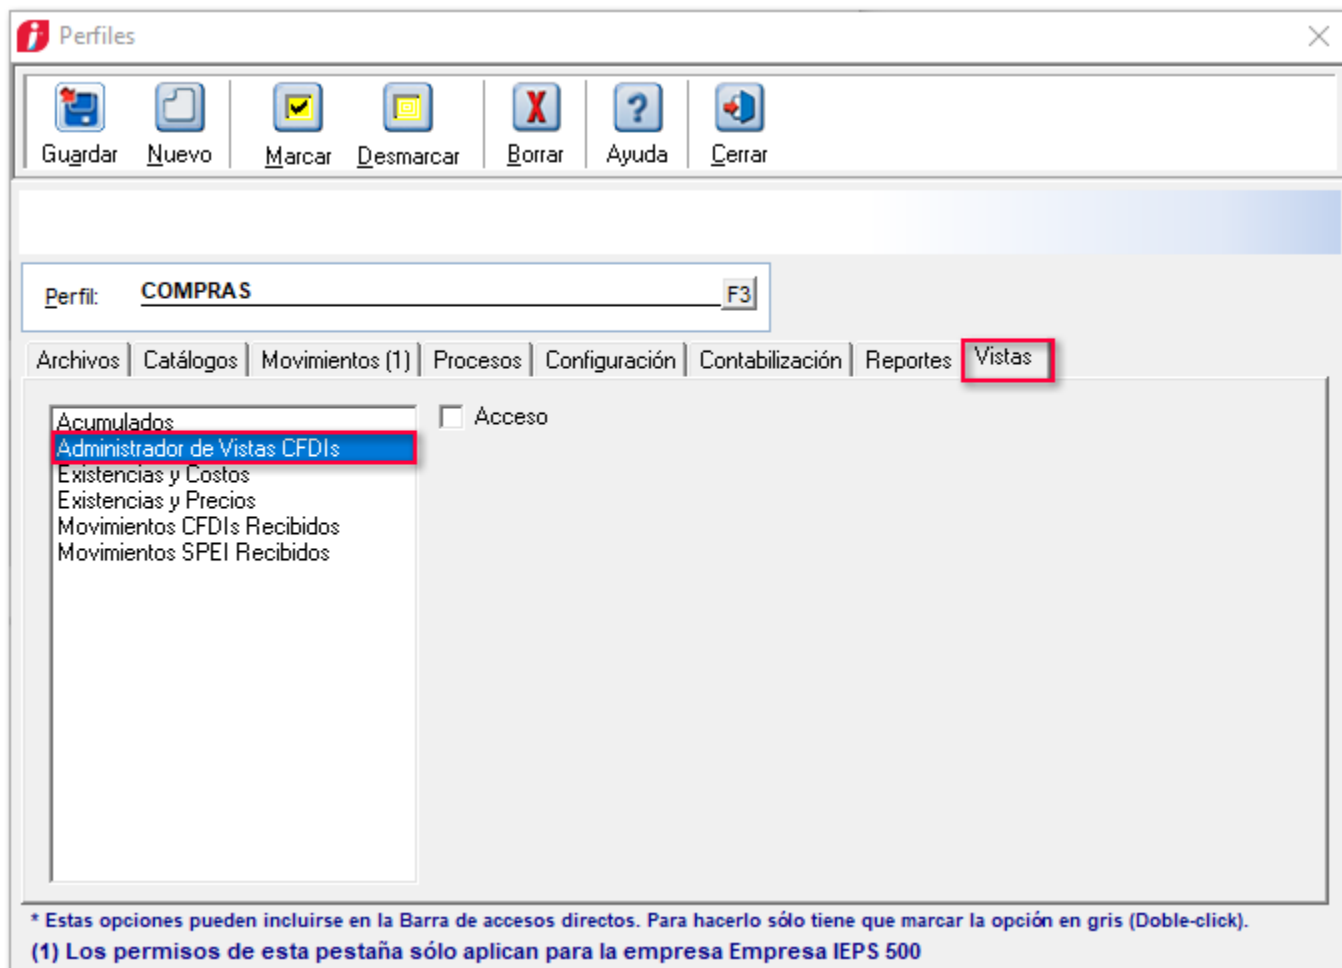 Perfiles
Guardar Nuevo Marcar Desmarcar Borrar Ayuda Cerrar
Perfil: COMPRAS F3
Archivos Catálogos Movimientos (1) Procesos Configuración Contabilización Reportes Vistas
Acumulados
Acceso
Administrador de Vistas CFDIs
Existencias y Costos
Existencias y Precios
Movimientos CFDIs Recibidos
Movimientos SPEI Recibidos
* Estas opciones pueden incluirse en la Barra de accesos directos. Para hacerlo sólo tiene que marcar la opción en gris (Doble-click).
(1) Los permisos de esta pestaña sólo aplican para la empresa Empresa IEPS 500